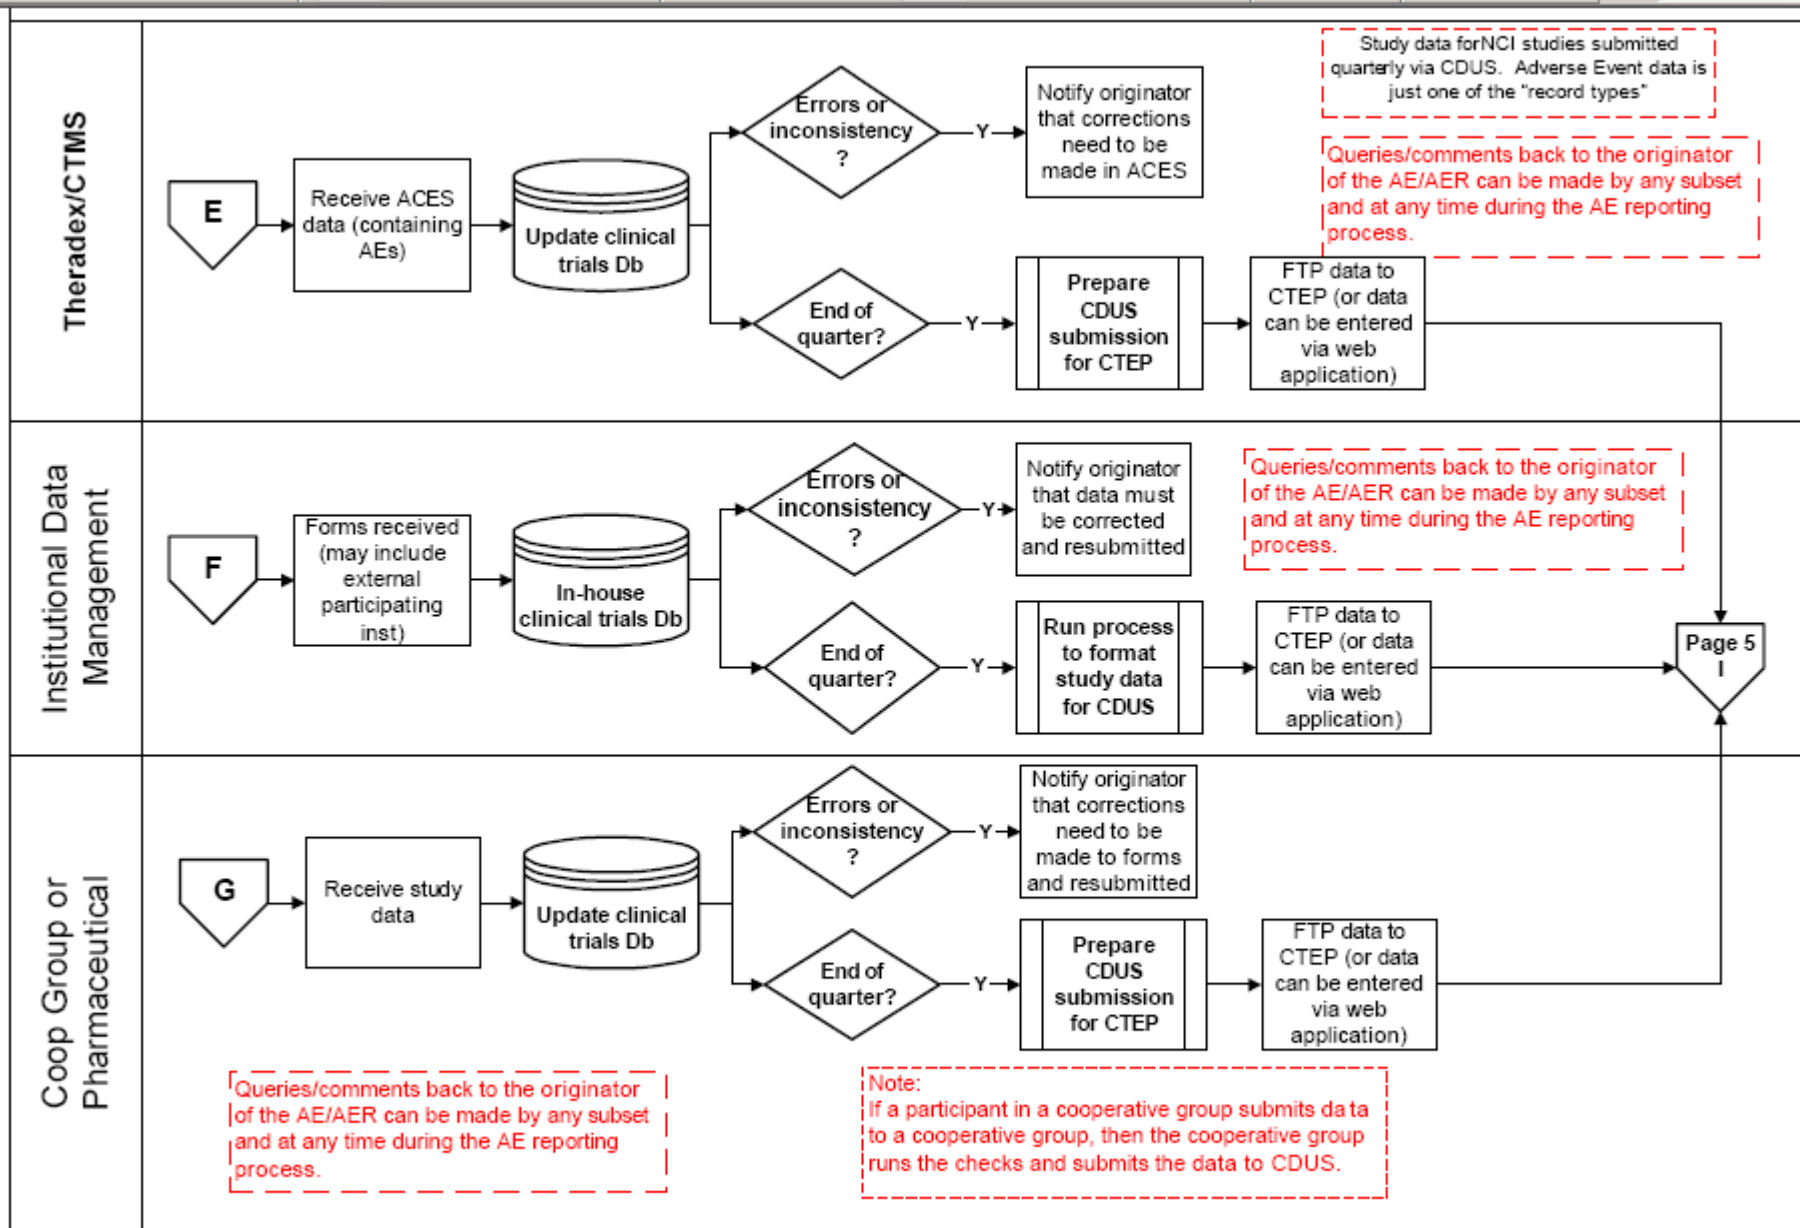 Theradex/CTMS
E
Receive ACES
data (containing
AEs)
Update clinical
trials Db
Errors or
inconsistency
?
Y
Notify originator
that corrections
need to be
made in ACES
End of
quarter?
Y
Prepare
CDUS
submission
for CTEP
FTP data to
CTEP (or data
can be entered
via web
application)
Study data forNCI studies submitted
quarterly via CDUS.  Adverse Event data is
just one of the "record types"
Queries/comments back to the originator
of the AE/AER can be made by any subset
and at any time during the AE reporting
process.
Institutional Data
Management
F
Forms received
(may include
external
participating
inst)
In-house
clinical trials Db
Errors or
inconsistency
?
Y
Notify originator
that data must
be corrected
and resubmitted
End of
quarter?
Y
Run process
to format
study data
for CDUS
FTP data to
CTEP (or data
can be entered
via web
application)
Queries/comments back to the originator
of the AE/AER can be made by any subset
and at any time during the AE reporting
process.
Page 5
I
Coop Group or
Pharmaceutical
G
Receive study
data
Update clinical
trials Db
Errors or
inconsistency
?
Y
Notify originator
that corrections
need to be
made to forms
and resubmitted
End of
quarter?
Y
Prepare
CDUS
submission
for CTEP
FTP data to
CTEP (or data
can be entered
via web
application)
Queries/comments back to the originator
of the AE/AER can be made by any subset
and at any time during the AE reporting
process.
Note:
If a participant in a cooperative group submits data
to a cooperative group, then the cooperative group
runs the checks and submits the data to CDUS.